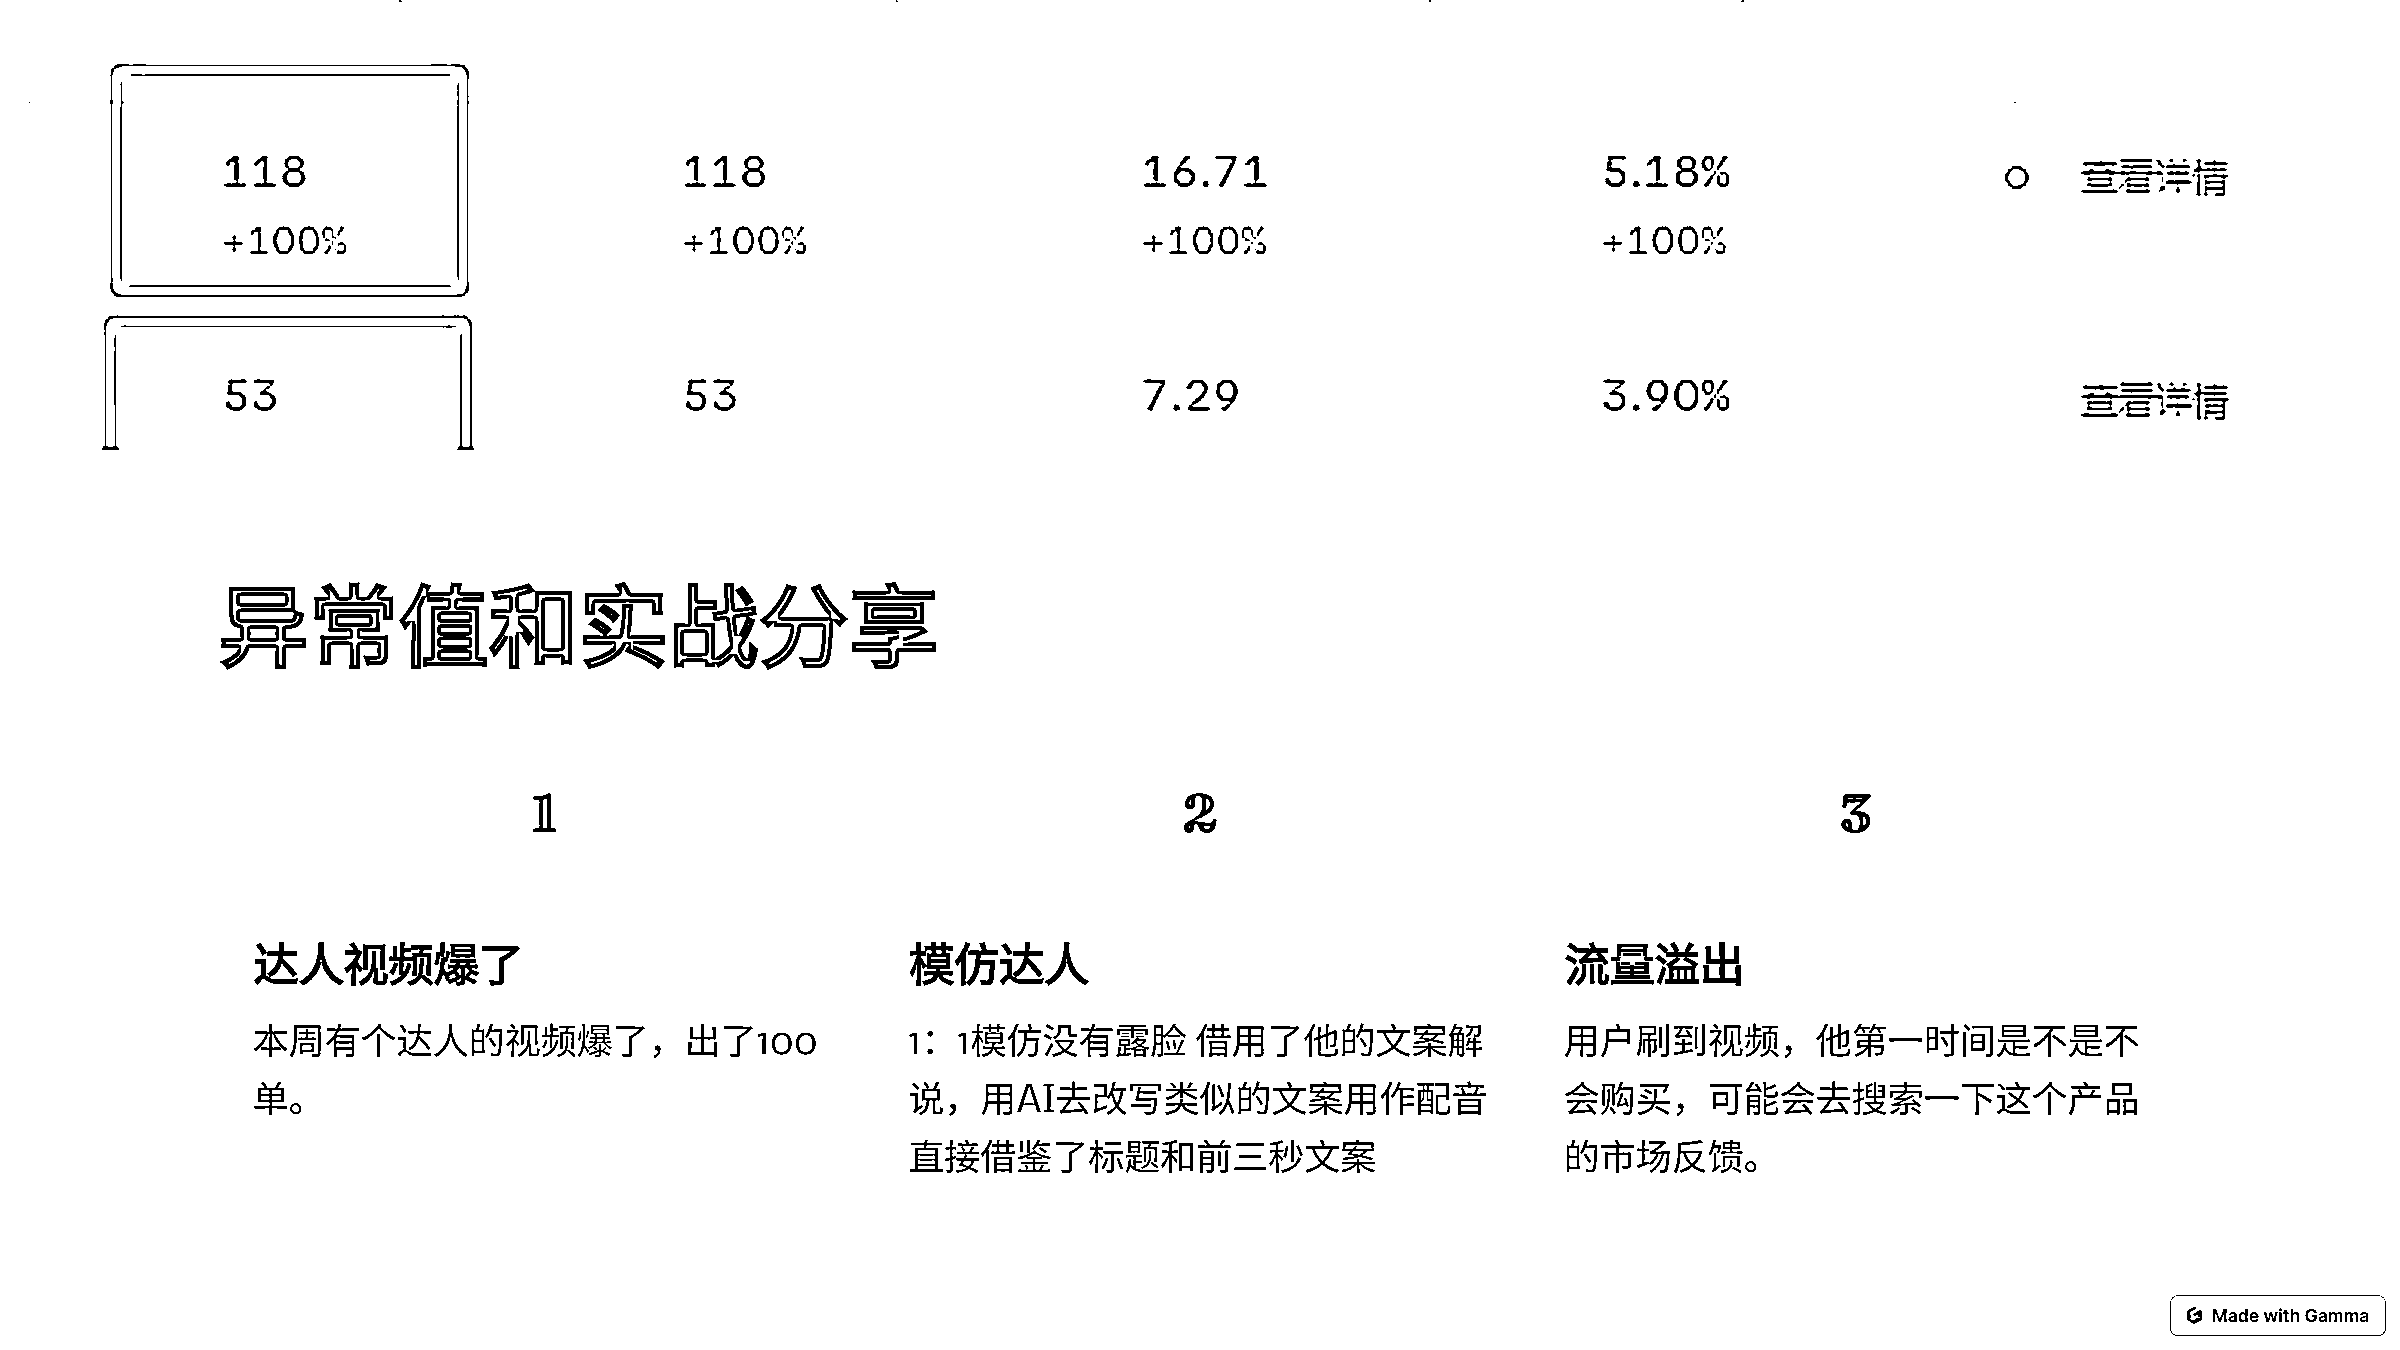 118 118 16.71 5.18% 查看详情
+100% +100% +100% +100%
53 53 7.29 3.90% 查看详情
异常值和实战分享
1 2 3
达人视频爆了
本周有个达人的视频爆了，出了100
单。
模仿达人
1：1模仿没有露脸 借用了他的文案解
说，用AI去改写类似的文案用作配音
直接借鉴了标题和前三秒文案
流量溢出
用户刷到视频，他第一时间是不是不
会购买，可能会去搜索一下这个产品
的市场反馈。
Made with Gamma